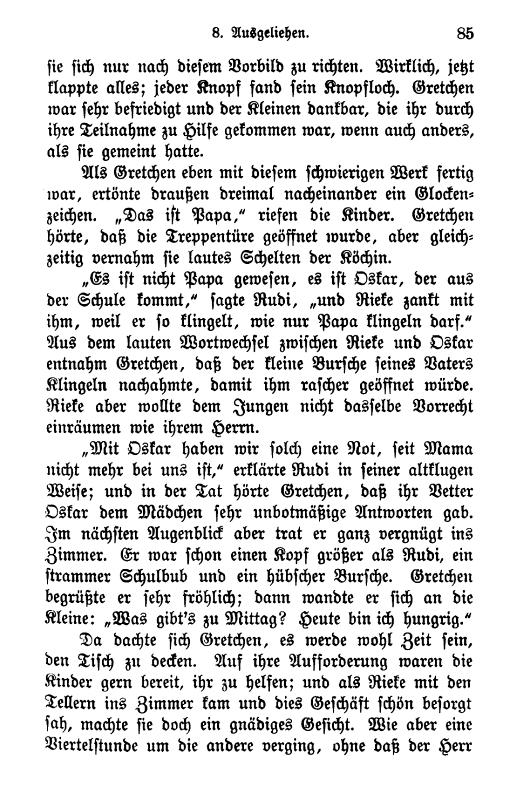 8. Ausgeliehen. 85
sie sich nur nach diesem Vorbild zu richten. Wirklich, jetzt
klappte alles; jeder Knopf fand sein Knopfloch. Gretchen
war sehr befriedigt und der Kleinen dankbar, die ihr durch
ihre Teilnahme zu Hilfe gekommen war, wenn auch anders,
als sie gemeint hatte.
Als Gretchen eben mit diesem schwierigen Werk fertig
war, ertönte draußen dreimal nacheinander ein Glocken-
zeichen. „Das ist Papa,“ riefen die Kinder. Gretchen
hörte, daß die Treppentüre geöffnet wurde, aber gleich-
zeitig vernahm sie lautes Schelten der Köchin.
„Es ist nicht Papa gewesen, es ist Oskar, der aus
der Schule kommt,“ sagte Rudi, „und Rieke zankt mit
ihm, weil er so klingelt, wie nur Papa klingeln darf.“
Aus dem lauten Wortwechsel zwischen Rieke und Oskar
entnahm Gretchen, daß der kleine Bursche seines Vaters
Klingeln nachahmte, damit ihm rascher geöffnet würde.
Rieke aber wollte dem Jungen nicht dasselbe Vorrecht
einräumen wie ihrem Herrn.
„Mit Oskar haben wir solch eine Not, seit Mama
nicht mehr bei uns ist,“ erklärte Rudi in seiner altklugen
Weise; und in der Tat hörte Gretchen, daß ihr Vetter
Oskar dem Mädchen sehr unbotmäßige Antworten gab.
Im nächsten Augenblick aber trat er ganz vergnügt ins
Zimmer. Er war schon einen Kopf größer als Rudi, ein
strammer Schulbub und ein hübscher Bursche. Gretchen
begrüßte er sehr fröhlich; dann wandte er sich an die
Kleine: „Was gibt's zu Mittag? Heute bin ich hungrig.“
Da dachte sich Gretchen, es werde wohl Zeit sein,
den Tisch zu decken. Auf ihre Aufforderung waren die
Kinder gern bereit, ihr zu helfen; und als Rieke mit den
Tellern ins Zimmer kam und dies Geschäft schön besorgt
sah, machte sie doch ein gnädiges Gesicht. Wie aber eine
Viertelstunde um die andere verging, ohne daß der Herr